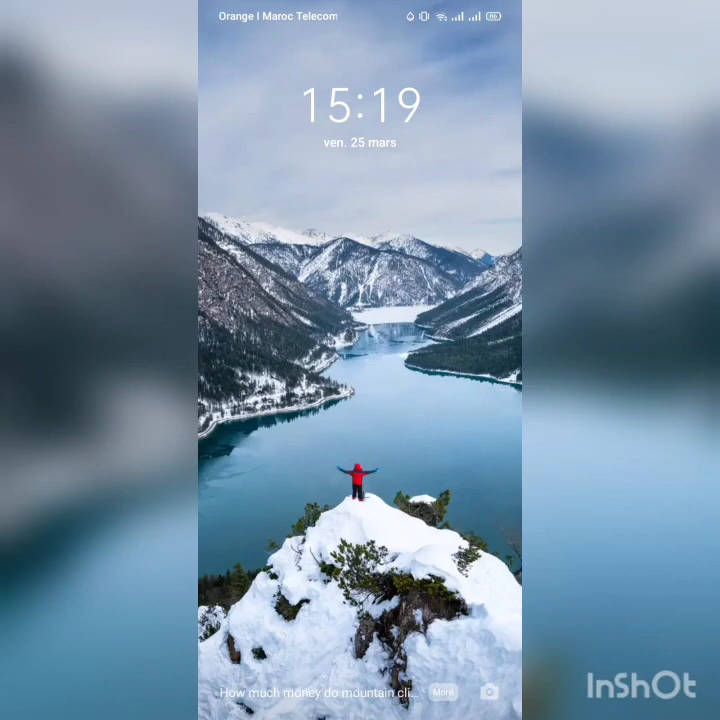 Orange | Maroc Telecom
15:19
ven. 25 mars
How much money do mountain cli... More
InShOt